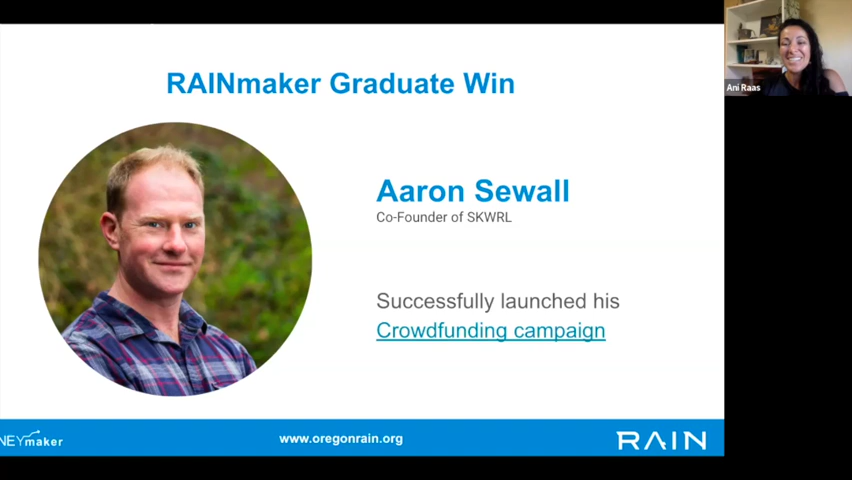 RAINmaker Graduate Win
Ani Raas
Aaron Sewall
Co-Founder of SKWRL
Successfully launched his
Crowdfunding campaign
NEYmaker
www.oregonrain.org
RAIN